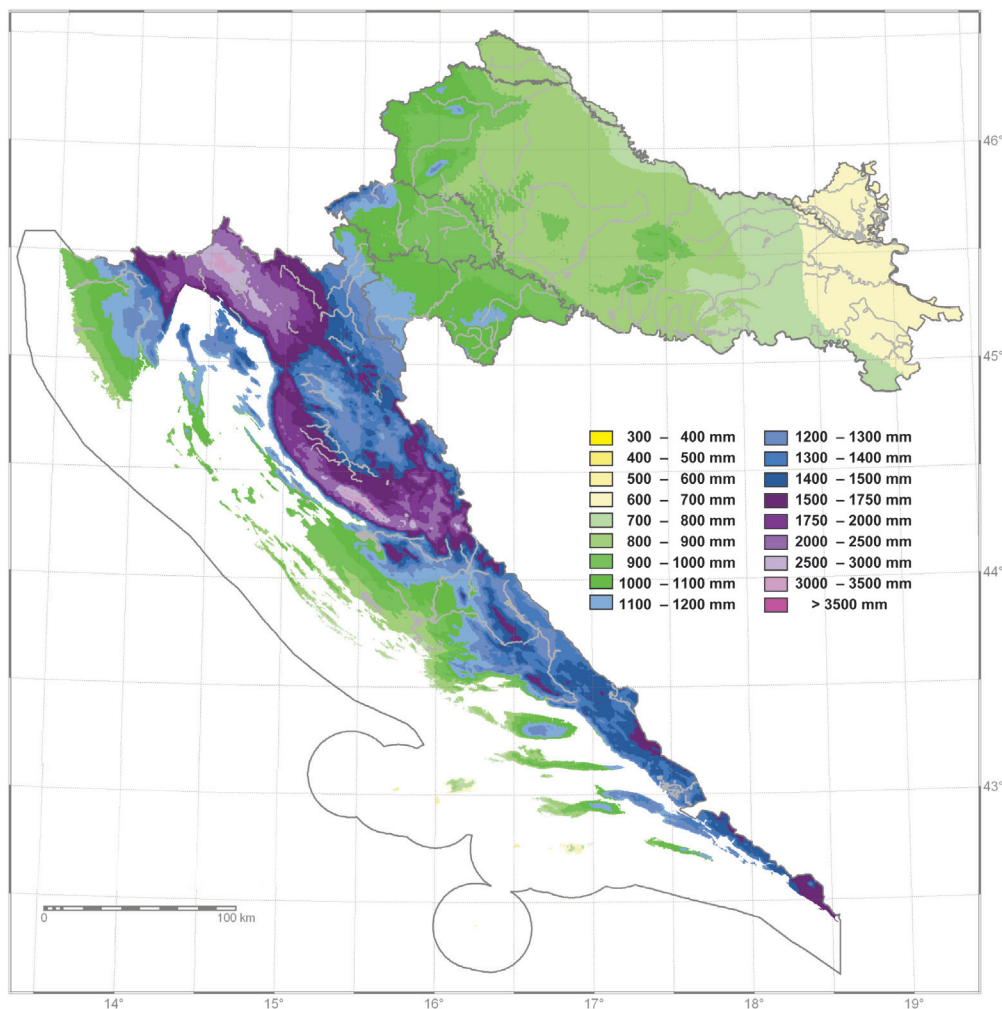 46°
45°
300 – 400 mm
400 – 500 mm
500 – 600 mm
600 – 700 mm
700 – 800 mm
800 – 900 mm
900 – 1000 mm
1000 – 1100 mm
1100 – 1200 mm
1200 – 1300 mm
1300 – 1400 mm
1400 – 1500 mm
1500 – 1750 mm
1750 – 2000 mm
2000 – 2500 mm
2500 – 3000 mm
3000 – 3500 mm
> 3500 mm
44°
43°
0 100 km
14° 15° 16° 17° 18° 19°